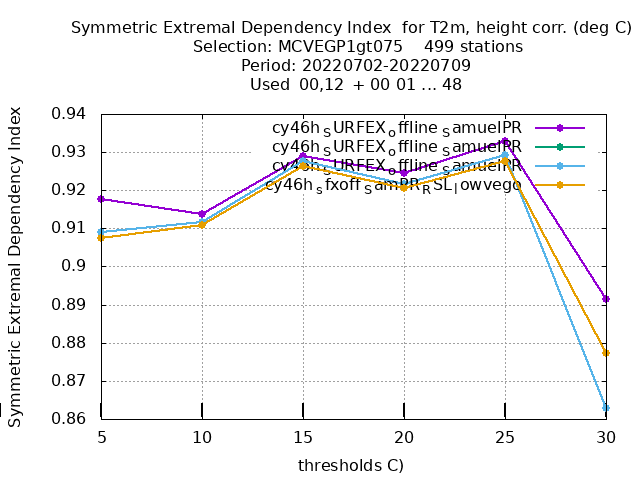 Symmetric Extremal Dependency Index  for T2m, height corr. (deg C)
Selection: MCVEGP1gt075    499 stations
Period: 20220702-20220709
Used  00,12  + 00 01 ... 48
Symmetric Extremal Dependency Index
0.94
0.93
0.92
0.91
0.9
0.89
0.88
0.87
0.86
cy46h_SURFEX_offline_SamuelPR
cy46h_SURFEX_offline_SamuelPR
cy46h_SURFEX_offline_SamuelPR
5 10 15 20 25 30
thresholds C)